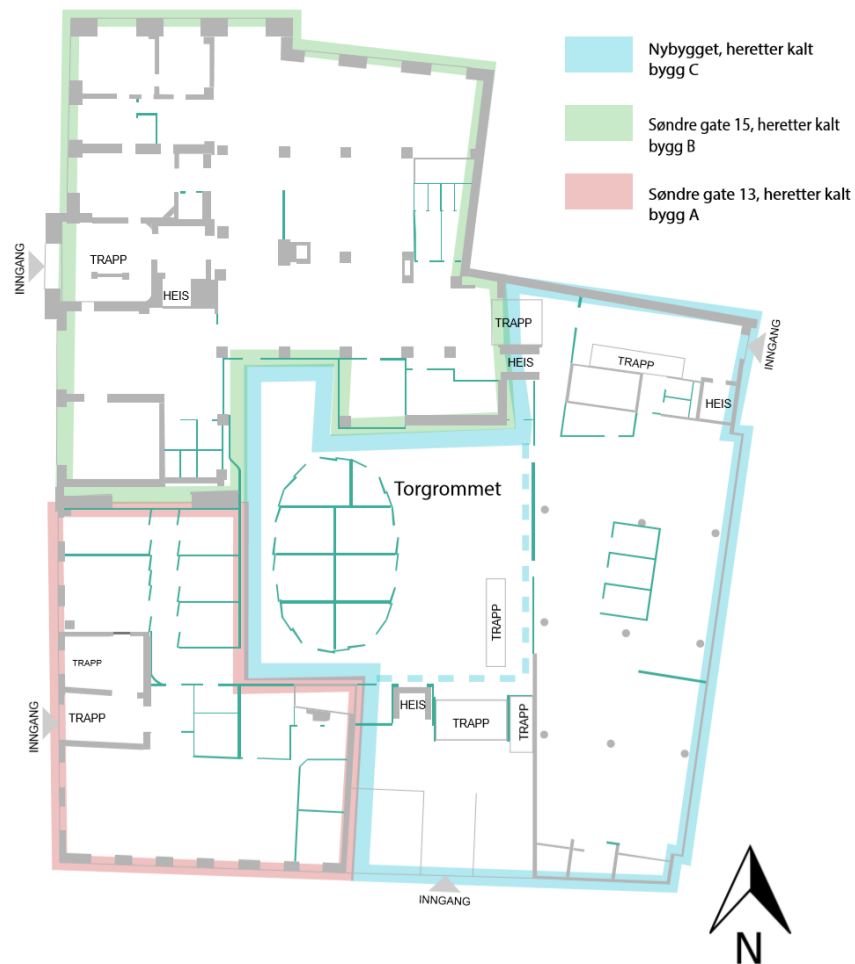 Nybygget, heretter kalt
bygg C
Søndre gate 15, heretter kalt
bygg B
Søndre gate 13, heretter kalt
bygg A
TRAPP
INNGANG
HEIS
TRAPP
HEIS
TRAPP
INNGANG
HEIS
Torgrommet
TRAPP
TRAPP
TRAPP
INNGANG
HEIS
TRAPP
TRAPP
INNGANG
N